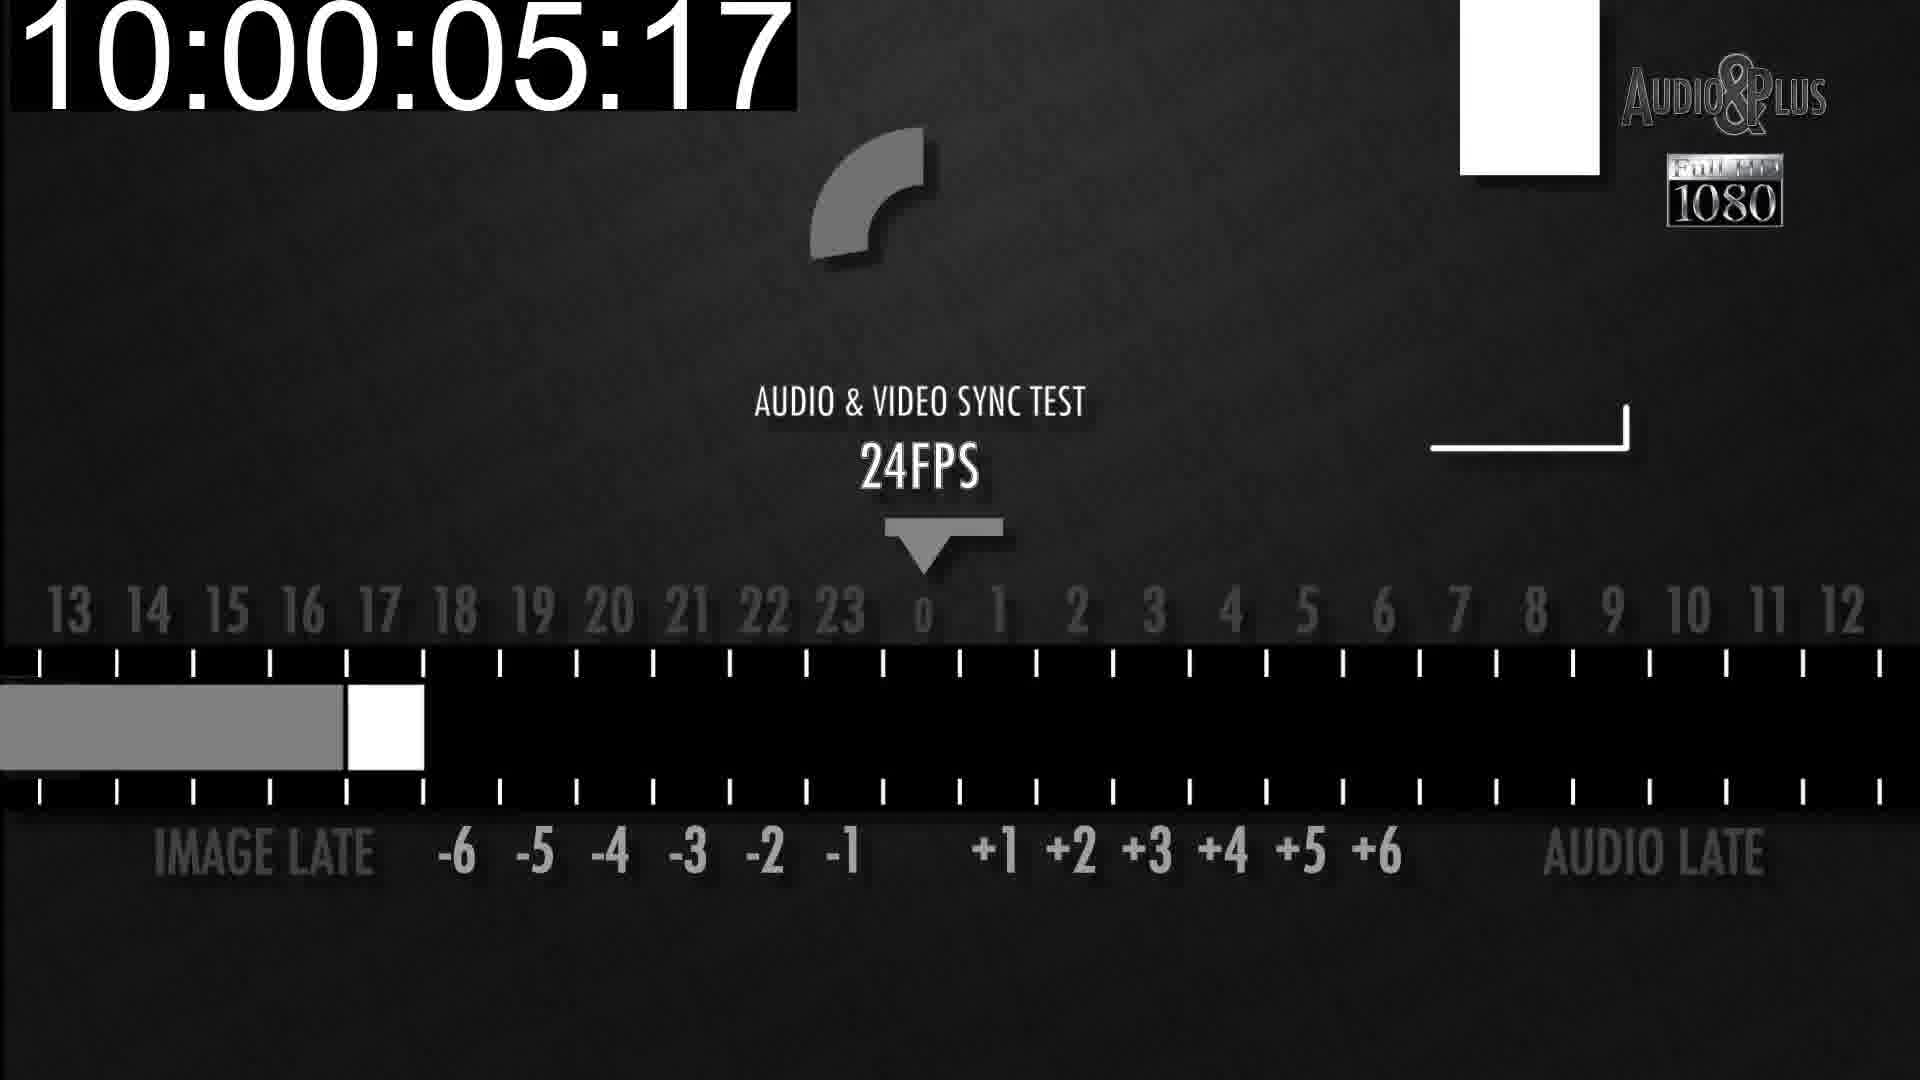 10:00:05:17
AUDIO&PLUS
Full HD
1080
AUDIO & VIDEO SYNC TEST
24FPS
13 14 15 16 17 18 19 20 21 22 23 0 1 2 3 4 5 6 7 8 9 10 11 12
IMAGE LATE -6 -5 -4 -3 -2 -1 +1 +2 +3 +4 +5 +6 AUDIO LATE